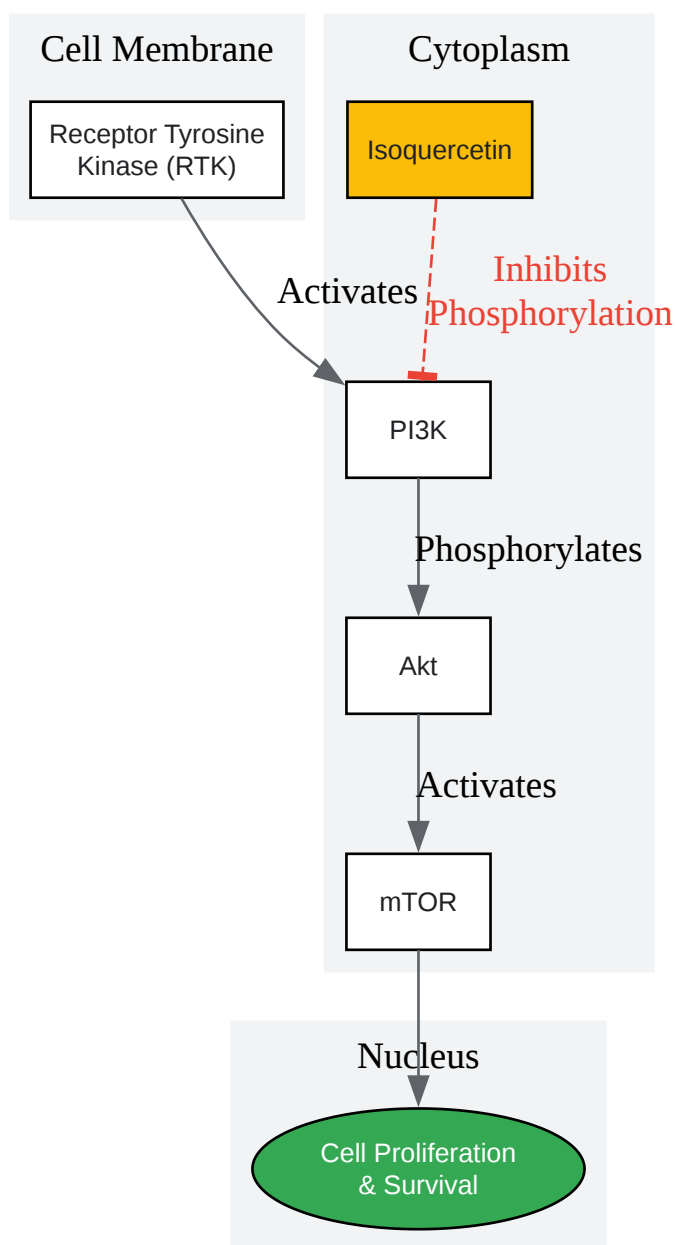 Cell Membrane
Cytoplasm
Receptor Tyrosine
Kinase (RTK)
Isoquercetin
Activates
Inhibits
Phosphorylation
PI3K
Phosphorylates
Akt
Activates
mTOR
Nucleus
Cell Proliferation
& Survival